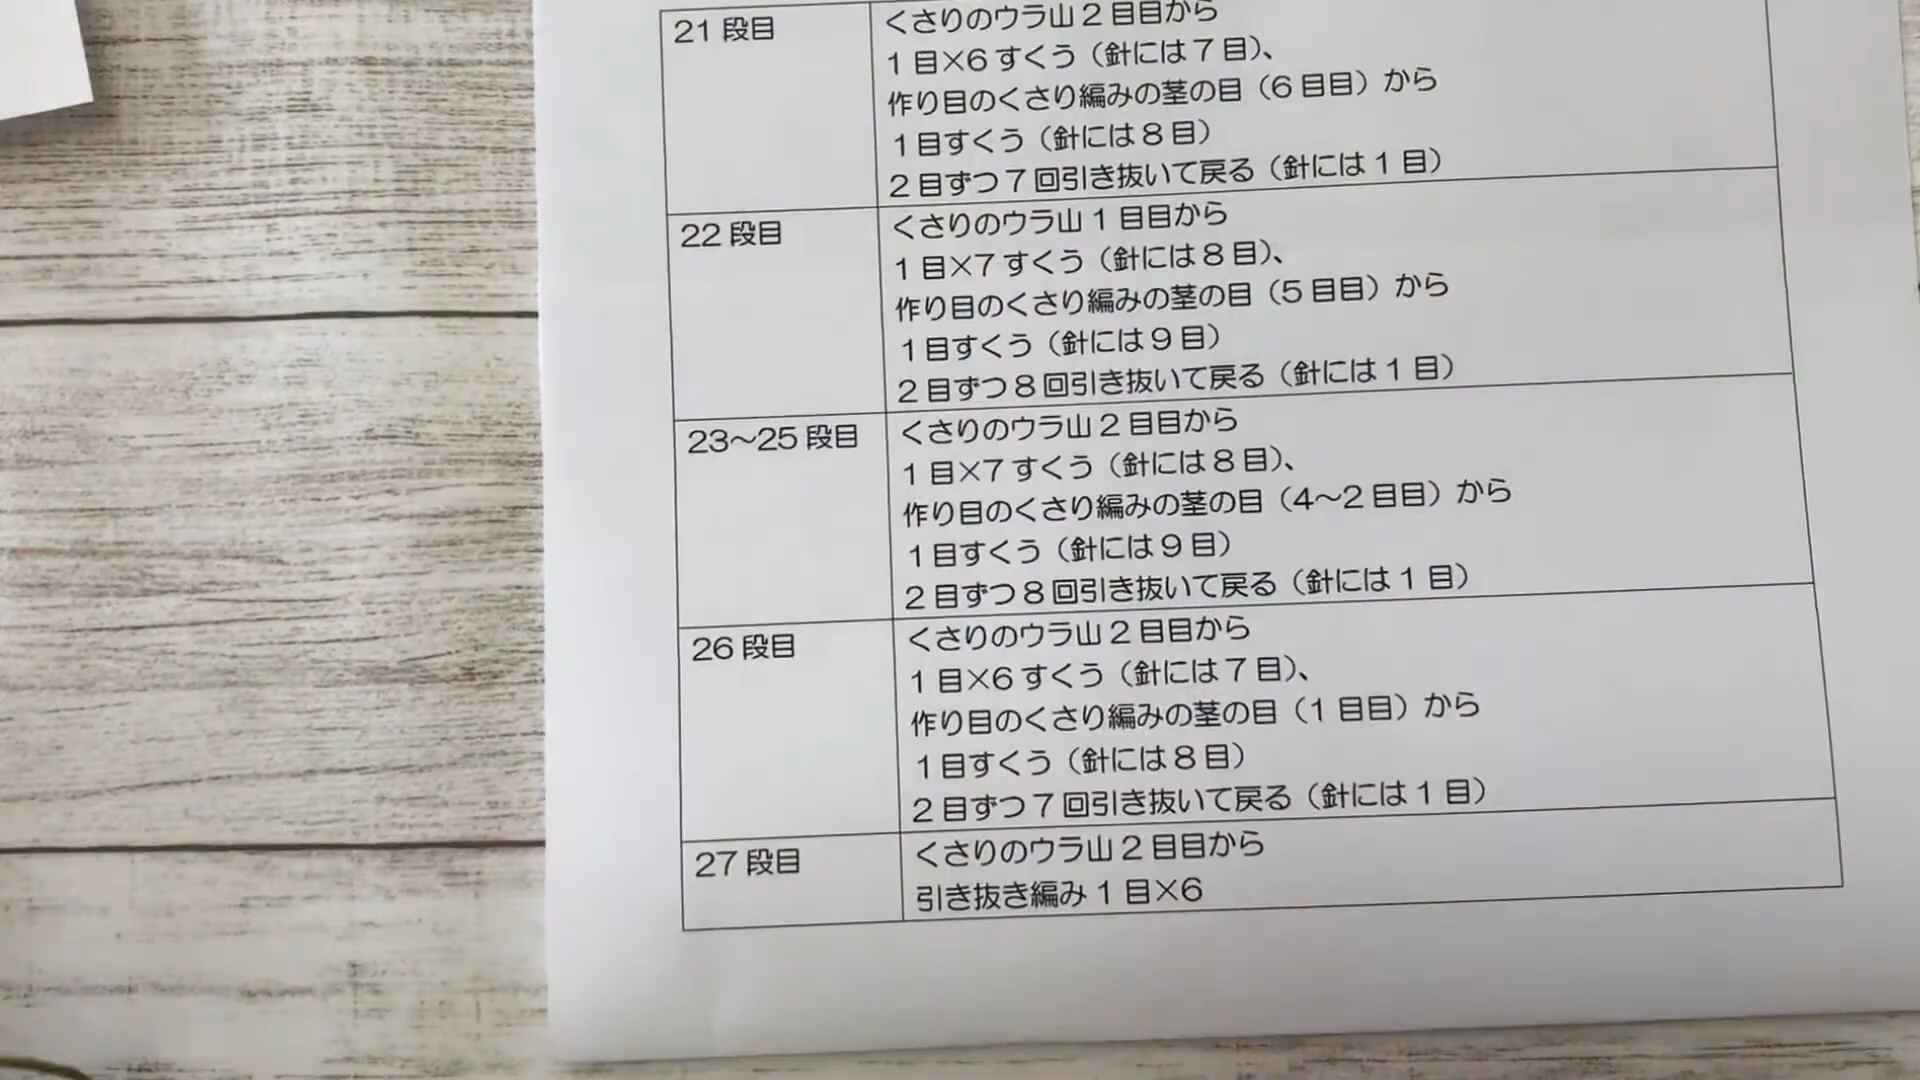 21段目
くさりのウラ山2目目から
1目×6すくう(針には7目)、
作り目のくさり編みの茎の目(6目目)から
1目すくう(針には8目)
2目ずつ7回引き抜いて戻る(針には1目)
22段目
くさりのウラ山1目目から
1目×7すくう(針には8目)、
作り目のくさり編みの茎の目(5目目)から
1目すくう(針には9目)
2目ずつ8回引き抜いて戻る(針には1目)
23～25段目
くさりのウラ山2目目から
1目×7すくう(針には8目)、
作り目のくさり編みの茎の目(4～2目目)から
1目すくう(針には9目)
2目ずつ8回引き抜いて戻る(針には1目)
26段目
くさりのウラ山2目目から
1目×6すくう(針には7目)、
作り目のくさり編みの茎の目(1目目)から
1目すくう(針には8目)
2目ずつ7回引き抜いて戻る(針には1目)
27段目
くさりのウラ山2目目から
引き抜き編み1目×6